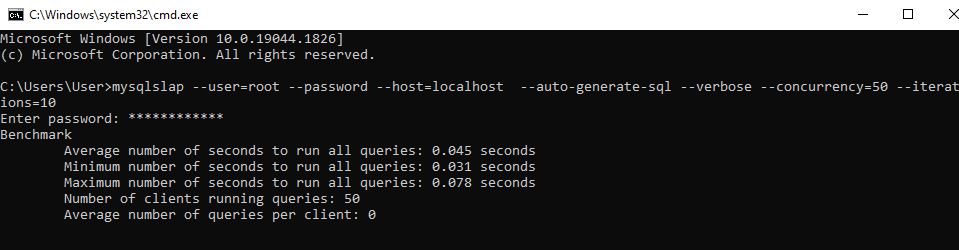 C:\Windows\system32\cmd.exe
Microsoft Windows [Version 10.0.19044.1826]
(c) Microsoft Corporation. All rights reserved.
C:\Users\User>mysqlslap --user=root --password --host=localhost  --auto-generate-sql --verbose --concurrency=50 --iterat
ions=10
Enter password: ************
Benchmark
        Average number of seconds to run all queries: 0.045 seconds
        Minimum number of seconds to run all queries: 0.031 seconds
        Maximum number of seconds to run all queries: 0.078 seconds
        Number of clients running queries: 50
        Average number of queries per client: 0